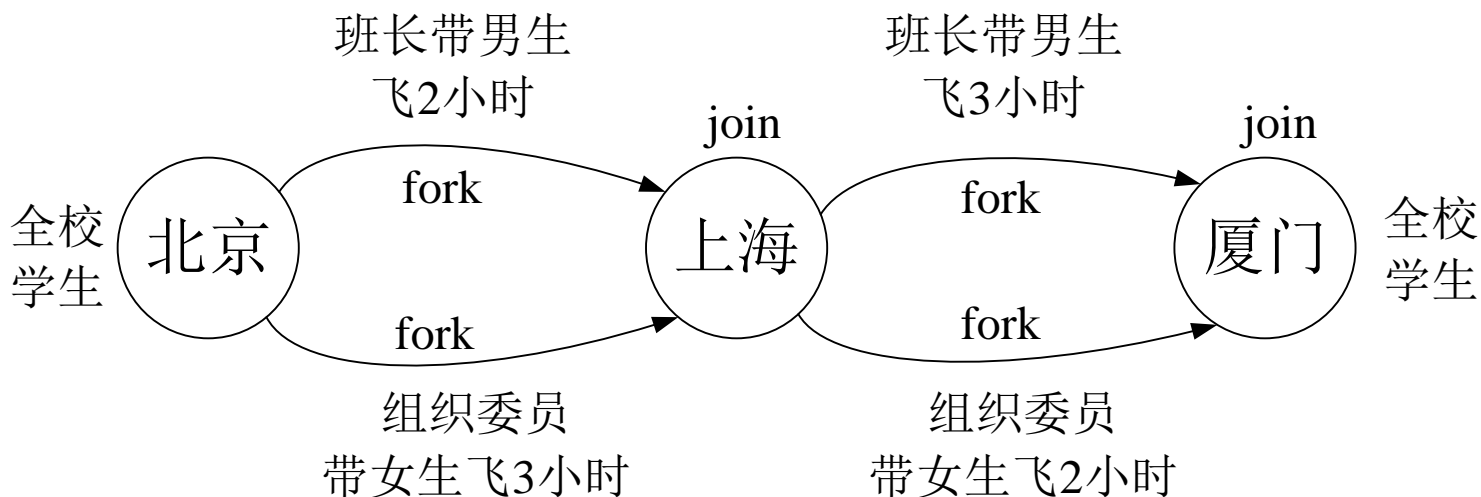 班长带男生
飞2小时
班长带男生
飞3小时
join
join
fork
fork
全校
学生
北京
上海
厦门
全校
学生
fork
fork
组织委员
带女生飞3小时
组织委员
带女生飞2小时